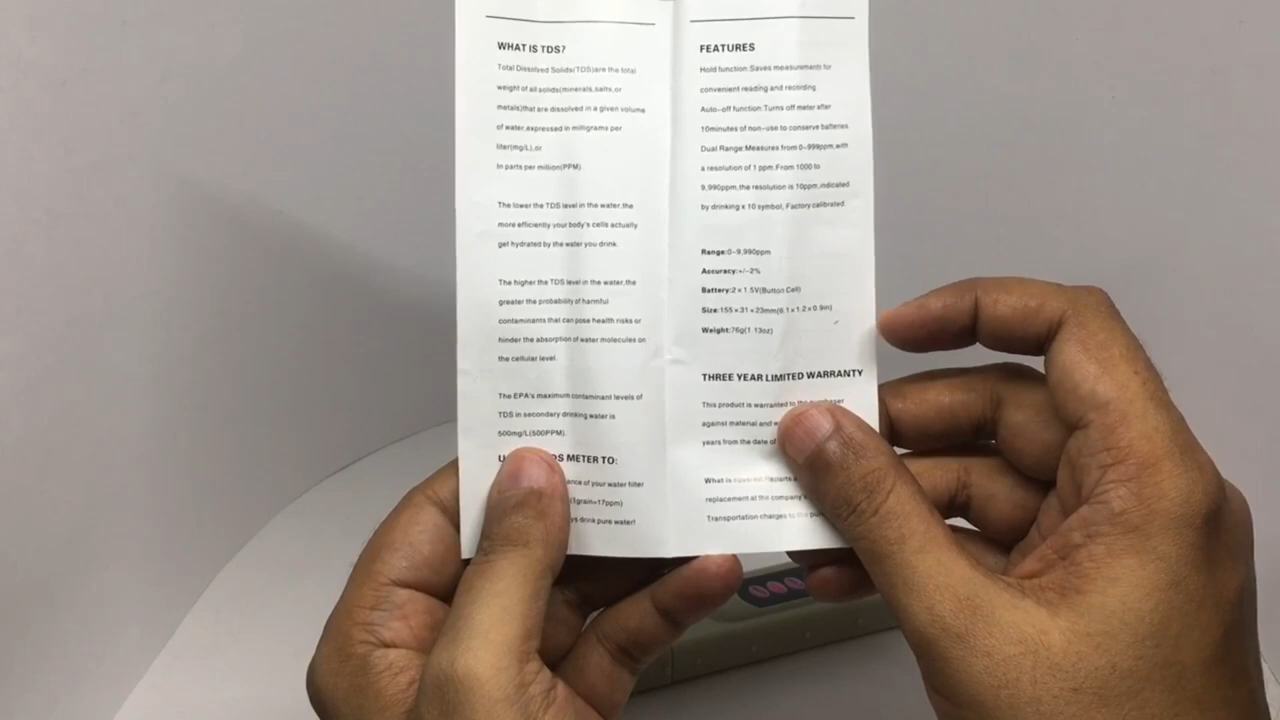 WHAT IS TDS?
Total Dissolved Solids(TDS)are the total
weight of all solids(minerals,salts,or
metals)that are dissolved in a given volume
of water,expressed in milligrams per
liter(mg/L),or
In parts per million(PPM)
The lower the TDS level in the water,the
more efficiently your body's cells actually
get hydrated by the water you drink.
The higher the TDS level in the water,the
greater the probability of harmful
contaminants that can pose health risks or
hinder the absorption of water molecules on
the cellular level.
The EPA's maximum contaminant levels of
TDS in secondary drinking water is
500mg/L(500PPM).
METER TO:
of your water filter
(1grain=17ppm)
drink pure water!
FEATURES
Hold function:Saves measurements for
convenient reading and recording
Auto-off function:Turns off meter after
10minutes of non-use to conserve batteries.
Dual Range:Measures from 0-999ppm,with
a resolution of 1 ppm.From 1000 to
9,990ppm,the resolution is 10ppm,indicated
by drinking x 10 symbol, Factory calibrated.
Range:0-9,990ppm
Accuracy:+/-2%
Battery:2×1.5V(Button Cell)
Size:155×31×23mm(6.1×1.2×0.9in)
Weight:76g(1.13oz)
THREE YEAR LIMITED WARRANTY
This product is warranted to the purchaser
against material and
years from the date of
What is covered:Reparts
replacement at the company's
Transportation charges to the